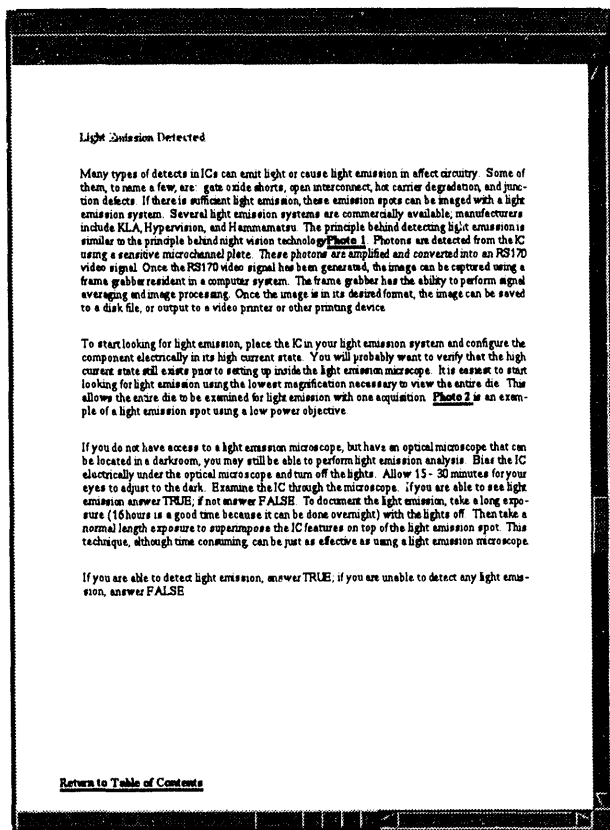 Light Emission Detected
Many types of detects in ICs can emit light or cause light emission in affect circuitry. Some of
them, to name a few, are: gate oxide shorts, open interconnect, hot carrier degradation, and junc-
tion defects. If there is sufficient light emission, these emission spots can be imaged with a light
emission system. Several light emission systems are commercially available; manufacturers
include KLA, Hypervision, and Hammamatsu. The principle behind detecting light emission is
similar to the principle behind night vision technologyPhoto 1. Photons are detected from the IC
using a sensitive microchannel plate. These photons are amplified and converted into an RS170
video signal. Once the RS170 video signal has been generated, the image can be captured using a
frame grabber resident in a computer system. The frame grabber has the ability to perform signal
averaging and image processing. Once the image is in its desired format, the image can be saved
to a disk file, or output to a video printer or other printing device.
To start looking for light emission, place the IC in your light emission system and configure the
component electrically in its high current state. You will probably want to verify that the high
current state still exists prior to setting up inside the light emission microscope. It is easiest to start
looking for light emission using the lowest magnification necessary to view the entire die. This
allows the entire die to be examined for light emission with one acquisition. Photo 2 is an exam-
ple of a light emission spot using a low power objective.
If you do not have access to a light emission microscope, but have an optical microscope that can
be located in a darkroom, you may still be able to perform light emission analysis. Bias the IC
electrically under the optical microscope and turn off the lights. Allow 15 - 30 minutes for your
eyes to adjust to the dark. Examine the IC through the microscope. If you are able to see light
emission answer TRUE; if not answer FALSE. To document the light emission, take a long expo-
sure (16 hours is a good time because it can be done overnight) with the lights off. Then take a
normal length exposure to superimpose the IC features on top of the light emission spot. This
technique, although time consuming, can be just as efective as using a light emission microscope.
If you are able to detect light emission, answer TRUE; if you are unable to detect any light emis-
sion, answer FALSE
Return to Table of Contents